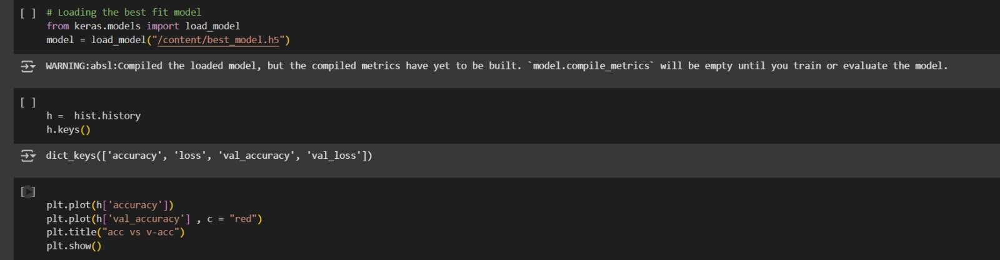 [ ] # Loading the best fit model
from keras.models import load_model
model = load_model("/content/best_model.h5")
WARNING:absl:Compiled the loaded model, but the compiled metrics have yet to be built. `model.compile_metrics` will be empty until you train or evaluate the model.
[ ]
h =  hist.history
h.keys()
dict_keys(['accuracy', 'loss', 'val_accuracy', 'val_loss'])
[ ]
plt.plot(h['accuracy'])
plt.plot(h['val_accuracy'] , c = "red")
plt.title("acc vs v-acc")
plt.show()